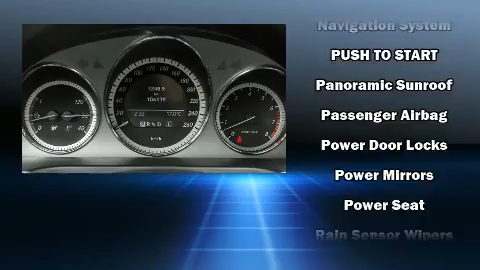 Navigation System
PUSH TO START
Panoramic Sunroof
Passenger Airbag
Power Door Locks
Power Mirrors
Power Seat
Rain Sensor Wipers